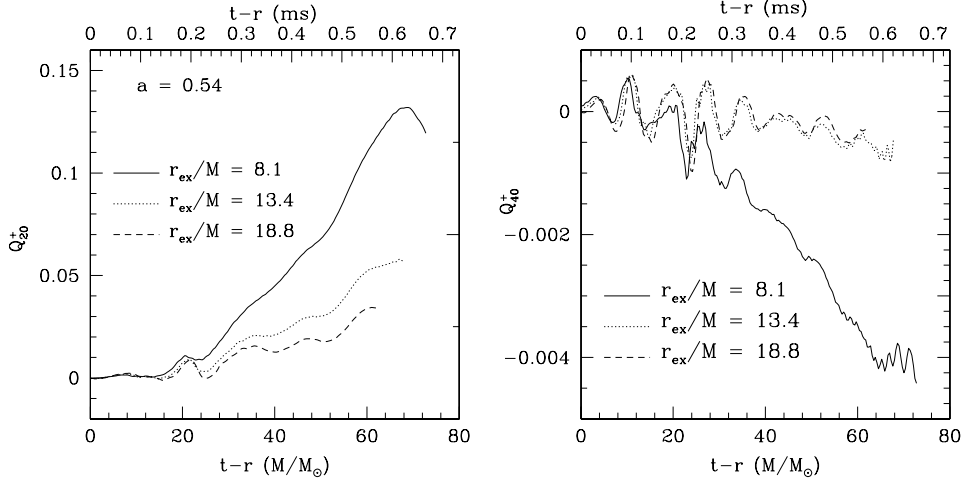 t−r (ms)
0 0.1 0.2 0.3 0.4 0.5 0.6 0.7
0.15
0.1
0.05
0
Q⁺₂₀
a = 0.54
r_ex/M = 8.1
r_ex/M = 13.4
r_ex/M = 18.8
0 20 40 60 80
t−r (M/M_⊙)
t−r (ms)
0 0.1 0.2 0.3 0.4 0.5 0.6 0.7
0
−0.002
−0.004
Q⁺₄₀
r_ex/M = 8.1
r_ex/M = 13.4
r_ex/M = 18.8
0 20 40 60 80
t−r (M/M_⊙)